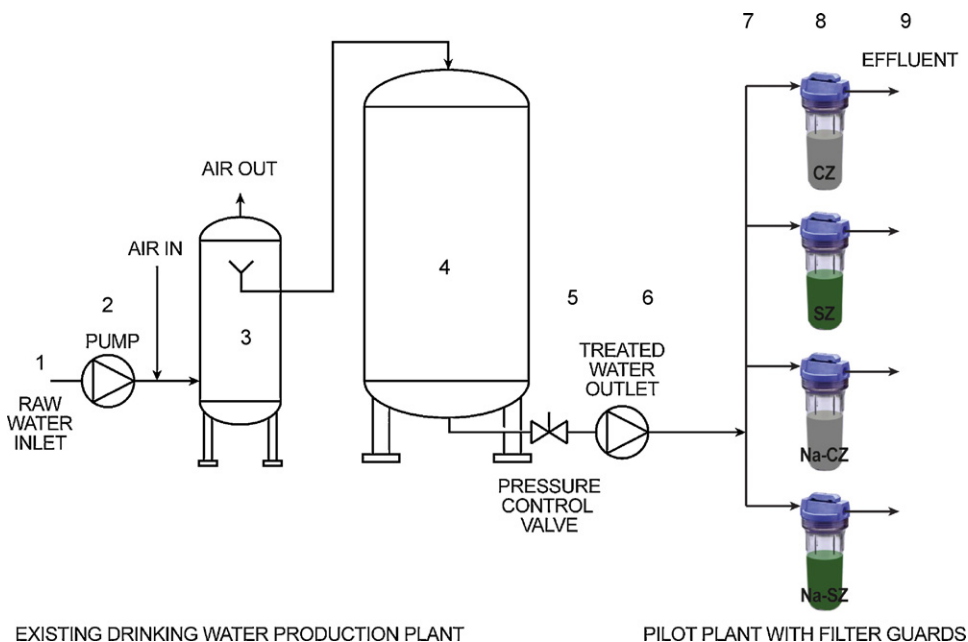 7 8 9
EFFLUENT
CZ
AIR OUT
AIR IN
SZ
2
PUMP
1
RAW
WATER
INLET
3
4
5 6
TREATED
WATER
OUTLET
PRESSURE
CONTROL
VALVE
Na-CZ
Na-SZ
EXISTING DRINKING WATER PRODUCTION PLANT
PILOT PLANT WITH FILTER GUARDS